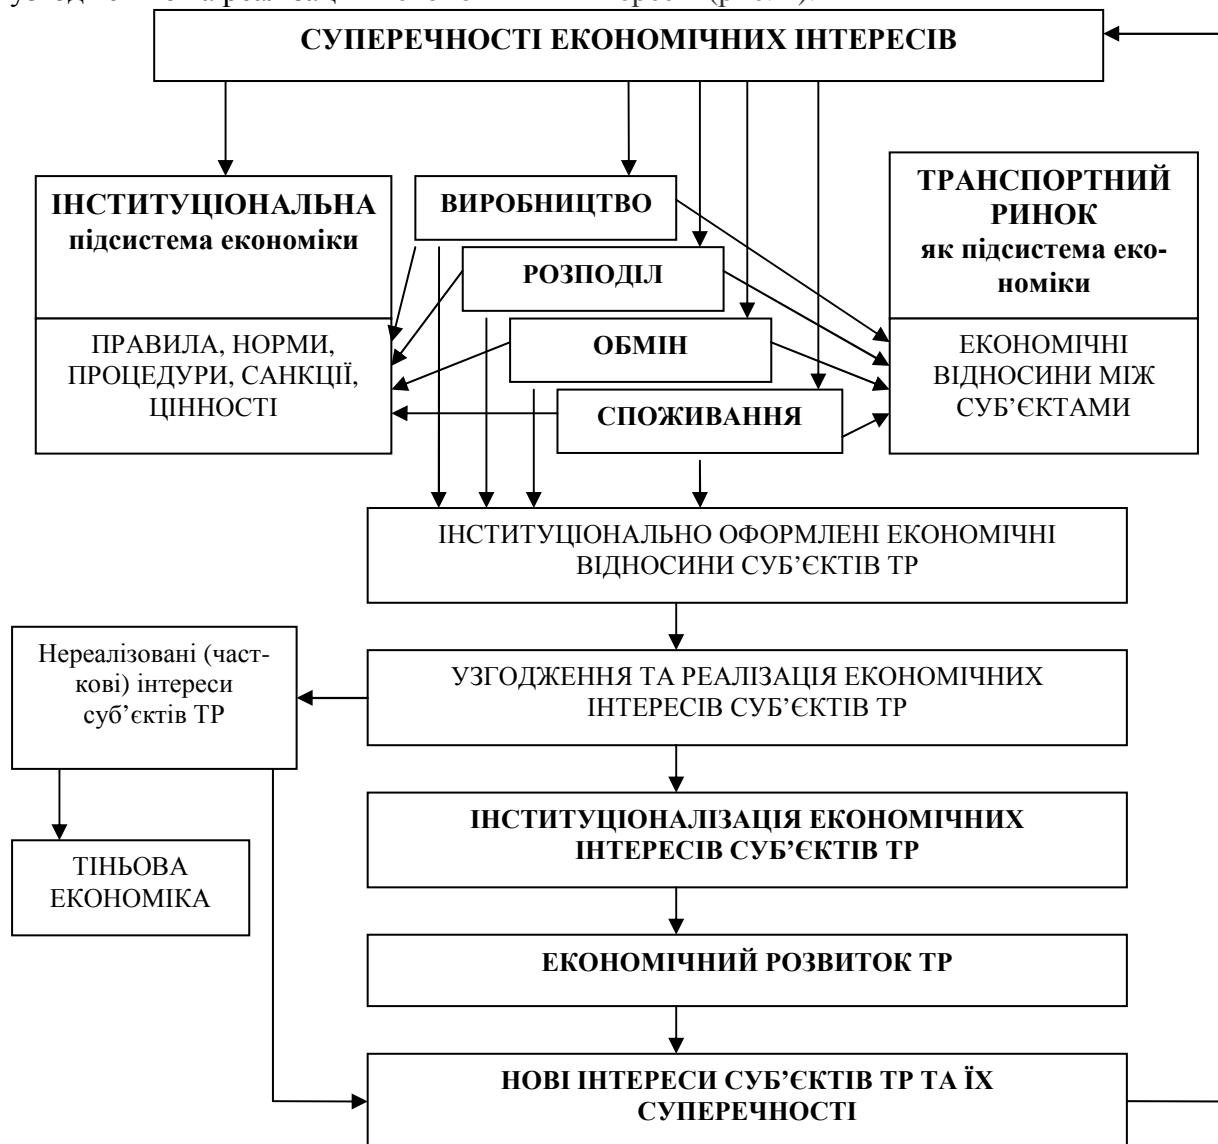 СУПЕРЕЧНОСТІ ЕКОНОМІЧНИХ ІНТЕРЕСІВ
ІНСТИТУЦІОНАЛЬНА
підсистема економіки
ПРАВИЛА, НОРМИ,
ПРОЦЕДУРИ, САНКЦІЇ,
ЦІННОСТІ
ВИРОБНИЦТВО
РОЗПОДІЛ
ОБМІН
СПОЖИВАННЯ
ТРАНСПОРТНИЙ
РИНОК
як підсистема еко-
номіки
ЕКОНОМІЧНІ
ВІДНОСИНИ МІЖ
СУБ’ЄКТАМИ
ІНСТИТУЦІОНАЛЬНО ОФОРМЛЕНІ ЕКОНОМІЧНІ
ВІДНОСИНИ СУБ’ЄКТІВ ТР
Нереалізовані (част-
кові) інтереси
суб’єктів ТР
УЗГОДЖЕННЯ ТА РЕАЛІЗАЦІЯ ЕКОНОМІЧНИХ
ІНТЕРЕСІВ СУБ’ЄКТІВ ТР
ІНСТИТУЦІОНАЛІЗАЦІЯ ЕКОНОМІЧНИХ
ІНТЕРЕСІВ СУБ’ЄКТІВ ТР
ТІНЬОВА
ЕКОНОМІКА
ЕКОНОМІЧНИЙ РОЗВИТОК ТР
НОВІ ІНТЕРЕСИ СУБ’ЄКТІВ ТР ТА ЇХ
СУПЕРЕЧНОСТІ